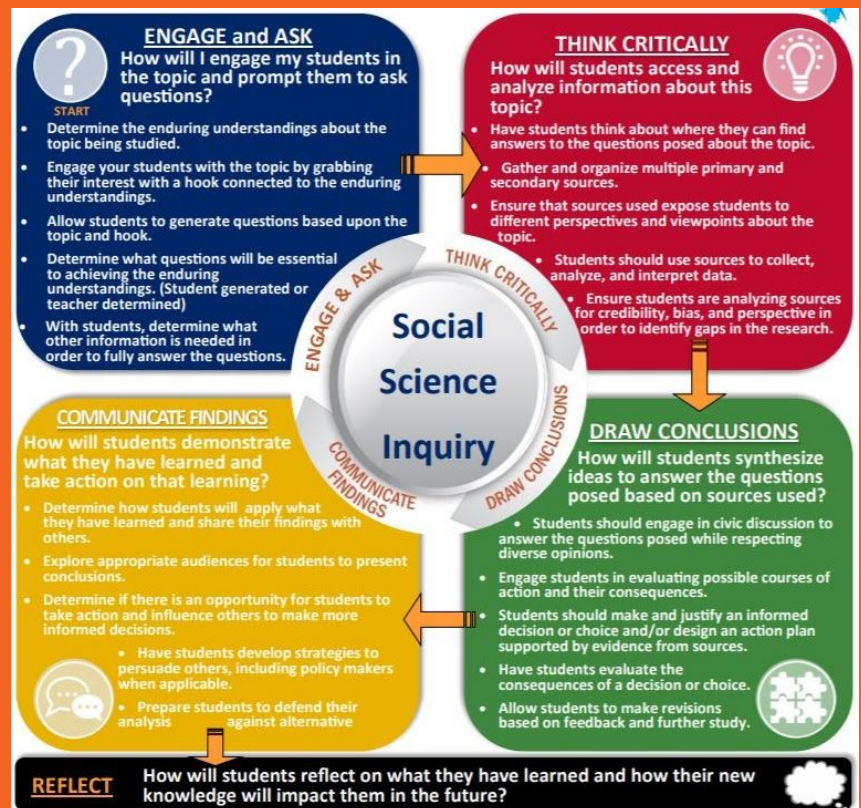 ENGAGE and ASK
How will I engage my students in
the topic and prompt them to ask
questions?
?
START
• Determine the enduring understandings about the
topic being studied.
• Engage your students with the topic by grabbing
their interest with a hook connected to the enduring
understandings.
• Allow students to generate questions based upon the
topic and hook.
• Determine what questions will be essential
to achieving the enduring
understandings. (Student generated or
teacher determined)
• With students, determine what
other information is needed in
order to fully answer the questions.
THINK CRITICALLY
How will students access and
analyze information about this
topic?
• Have students think about where they can find
answers to the questions posed about the topic.
• Gather and organize multiple primary and
secondary sources.
• Ensure that sources used expose students to
different perspectives and viewpoints about the
topic.
• Students should use sources to collect,
analyze, and interpret data.
• Ensure students are analyzing sources
for credibility, bias, and perspective in
order to identify gaps in the research.
ENGAGE & ASK
THINK CRITICALLY
DRAW CONCLUSIONS
COMMUNICATE
FINDINGS
Social
Science
Inquiry
DRAW CONCLUSIONS
How will students synthesize
ideas to answer the questions
posed based on sources used?
• Students should engage in civic discussion to
answer the questions posed while respecting
diverse opinions.
• Engage students in evaluating possible courses of
action and their consequences.
• Students should make and justify an informed
decision or choice and/or design an action plan
supported by evidence from sources.
• Have students evaluate the
consequences of a decision or choice.
• Allow students to make revisions
based on feedback and further study.
COMMUNICATE FINDINGS
How will students demonstrate
what they have learned and
take action on that learning?
• Determine how students will apply what
they have learned and share their findings with
others.
• Explore appropriate audiences for students to present
conclusions.
• Determine if there is an opportunity for students to
take action and influence others to make more
informed decisions.
• Have students develop strategies to
persuade others, including policy makers
when applicable.
• Prepare students to defend their
analysis against alternative
REFLECT
How will students reflect on what they have learned and how their new
knowledge will impact them in the future?